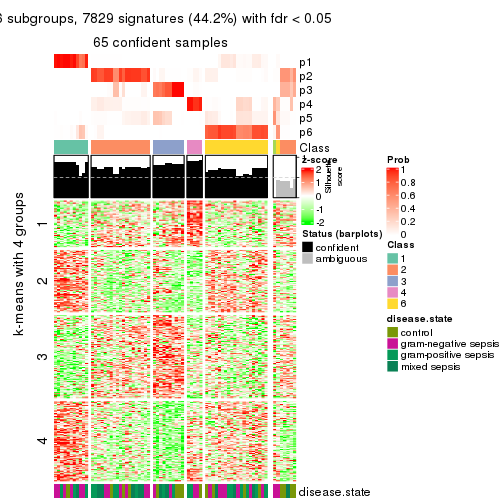 6 subgroups, 7829 signatures (44.2%) with fdr < 0.05
65 confident samples
p1
p2
p3
p4
p5
p6
Class
z-score
2
1
0
-1
-2
Silhouette
score
Prob
1
0.8
0.6
0.4
0.2
0
Status (barplots)
confident
ambiguous
Class
1
2
3
4
6
disease.state
control
gram-negative sepsis
gram-positive sepsis
mixed sepsis
k-means with 4 groups
1
2
3
4
disease.state